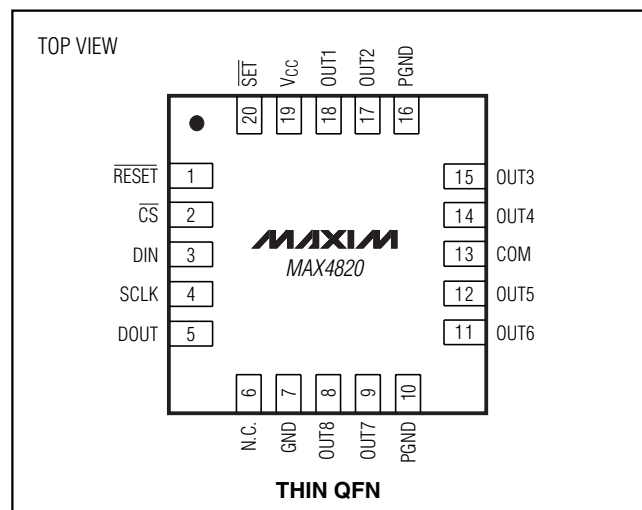 TOP VIEW
SET
VCC
OUT1
OUT2
PGND
20
19
18
17
16
RESET 1
CS 2
DIN 3
SCLK 4
DOUT 5
MAXIM
MAX4820
15 OUT3
14 OUT4
13 COM
12 OUT5
11 OUT6
6
7
8
9
10
N.C.
GND
OUT8
OUT7
PGND
THIN QFN